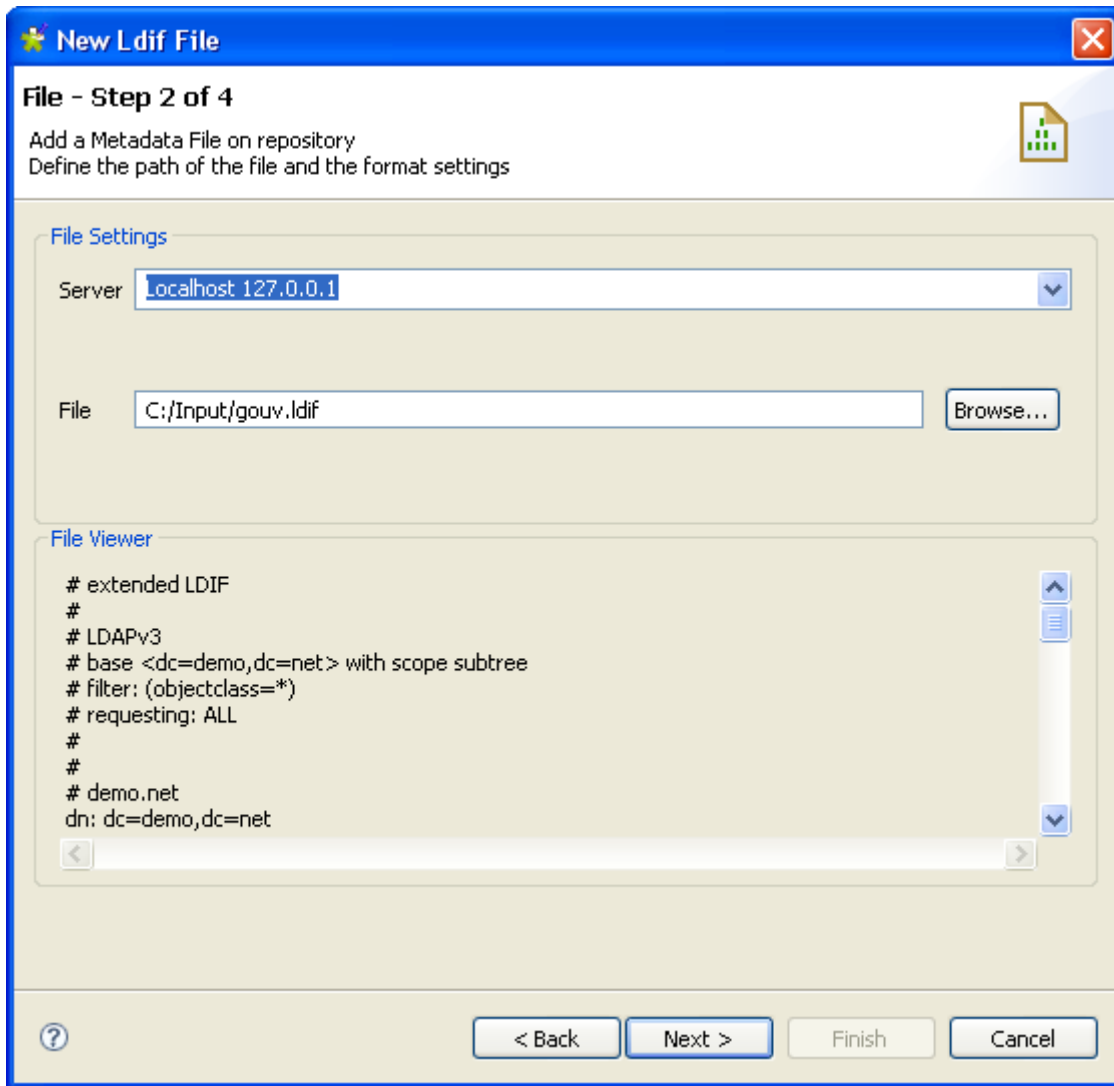 New Ldif File
File - Step 2 of 4
Add a Metadata File on repository
Define the path of the file and the format settings
File Settings
Server Localhost 127.0.0.1
File C:/Input/gouv.ldif Browse...
File Viewer
# extended LDIF
#
# LDAPv3
# base <dc=demo,dc=net> with scope subtree
# filter: (objectclass=*)
# requesting: ALL
#
#
# demo.net
dn: dc=demo,dc=net
? < Back Next > Finish Cancel